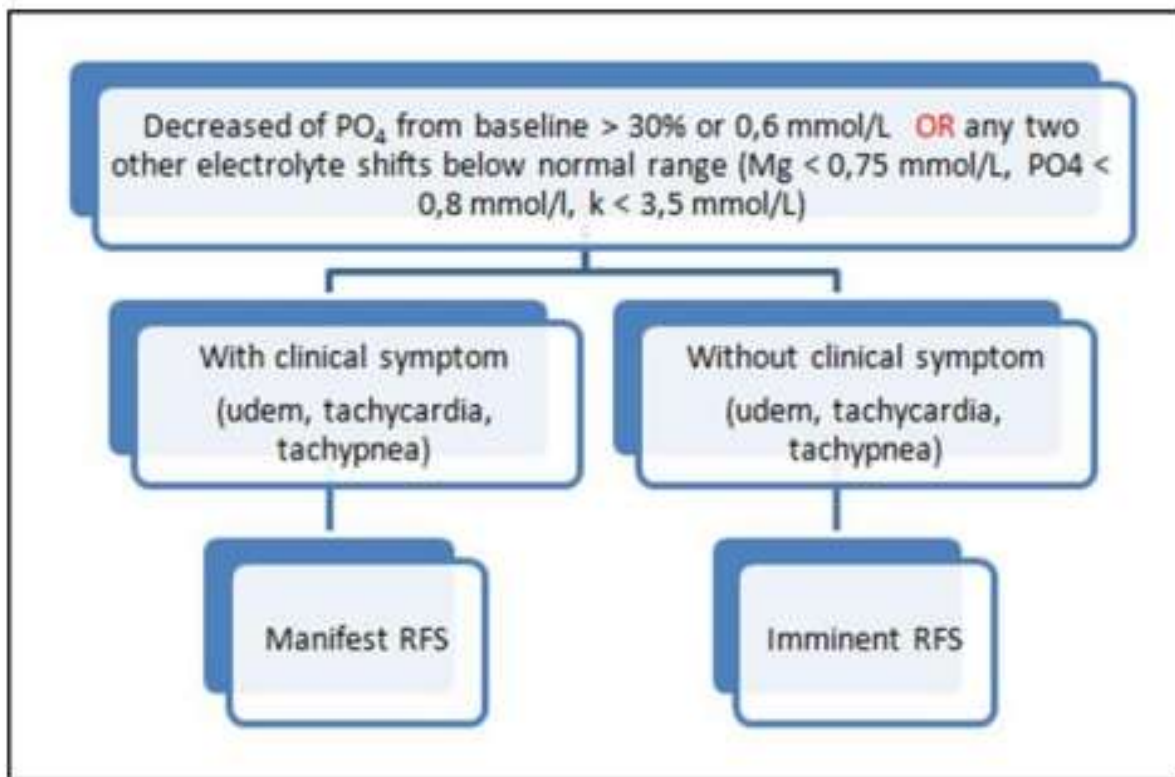 Decreased of PO₄ from baseline > 30% or 0,6 mmol/L OR any two
other electrolyte shifts below normal range (Mg < 0,75 mmol/L, PO4 <
0,8 mmol/l, k < 3,5 mmol/L)
With clinical symptom
(udem, tachycardia,
tachypnea)
Without clinical symptom
(udem, tachycardia,
tachypnea)
Manifest RFS
Imminent RFS